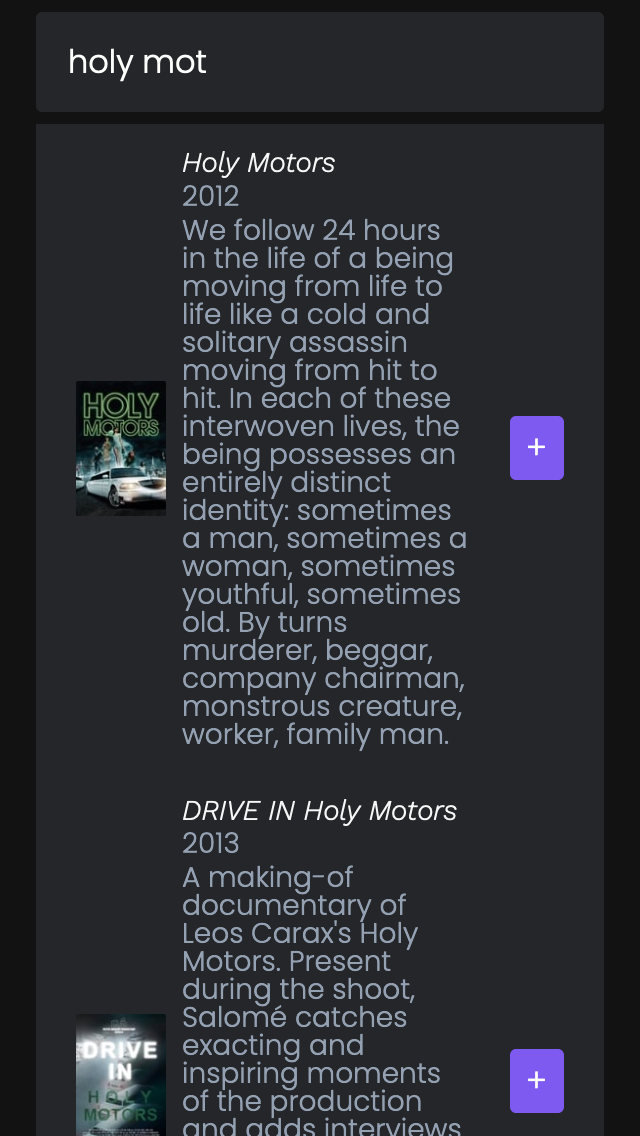 holy mot
Holy Motors
2012
We follow 24 hours
in the life of a being
moving from life to
life like a cold and
solitary assassin
moving from hit to
hit. In each of these
interwoven lives, the
being possesses an
entirely distinct
identity: sometimes
a man, sometimes a
woman, sometimes
youthful, sometimes
old. By turns
murderer, beggar,
company chairman,
monstrous creature,
worker, family man.
HOLY
MOTORS
+
DRIVE IN Holy Motors
2013
A making-of
documentary of
Leos Carax's Holy
Motors. Present
during the shoot,
Salomé catches
exacting and
inspiring moments
of the production
and adds interviews
DRIVE
IN
HOLY
MOTORS
+